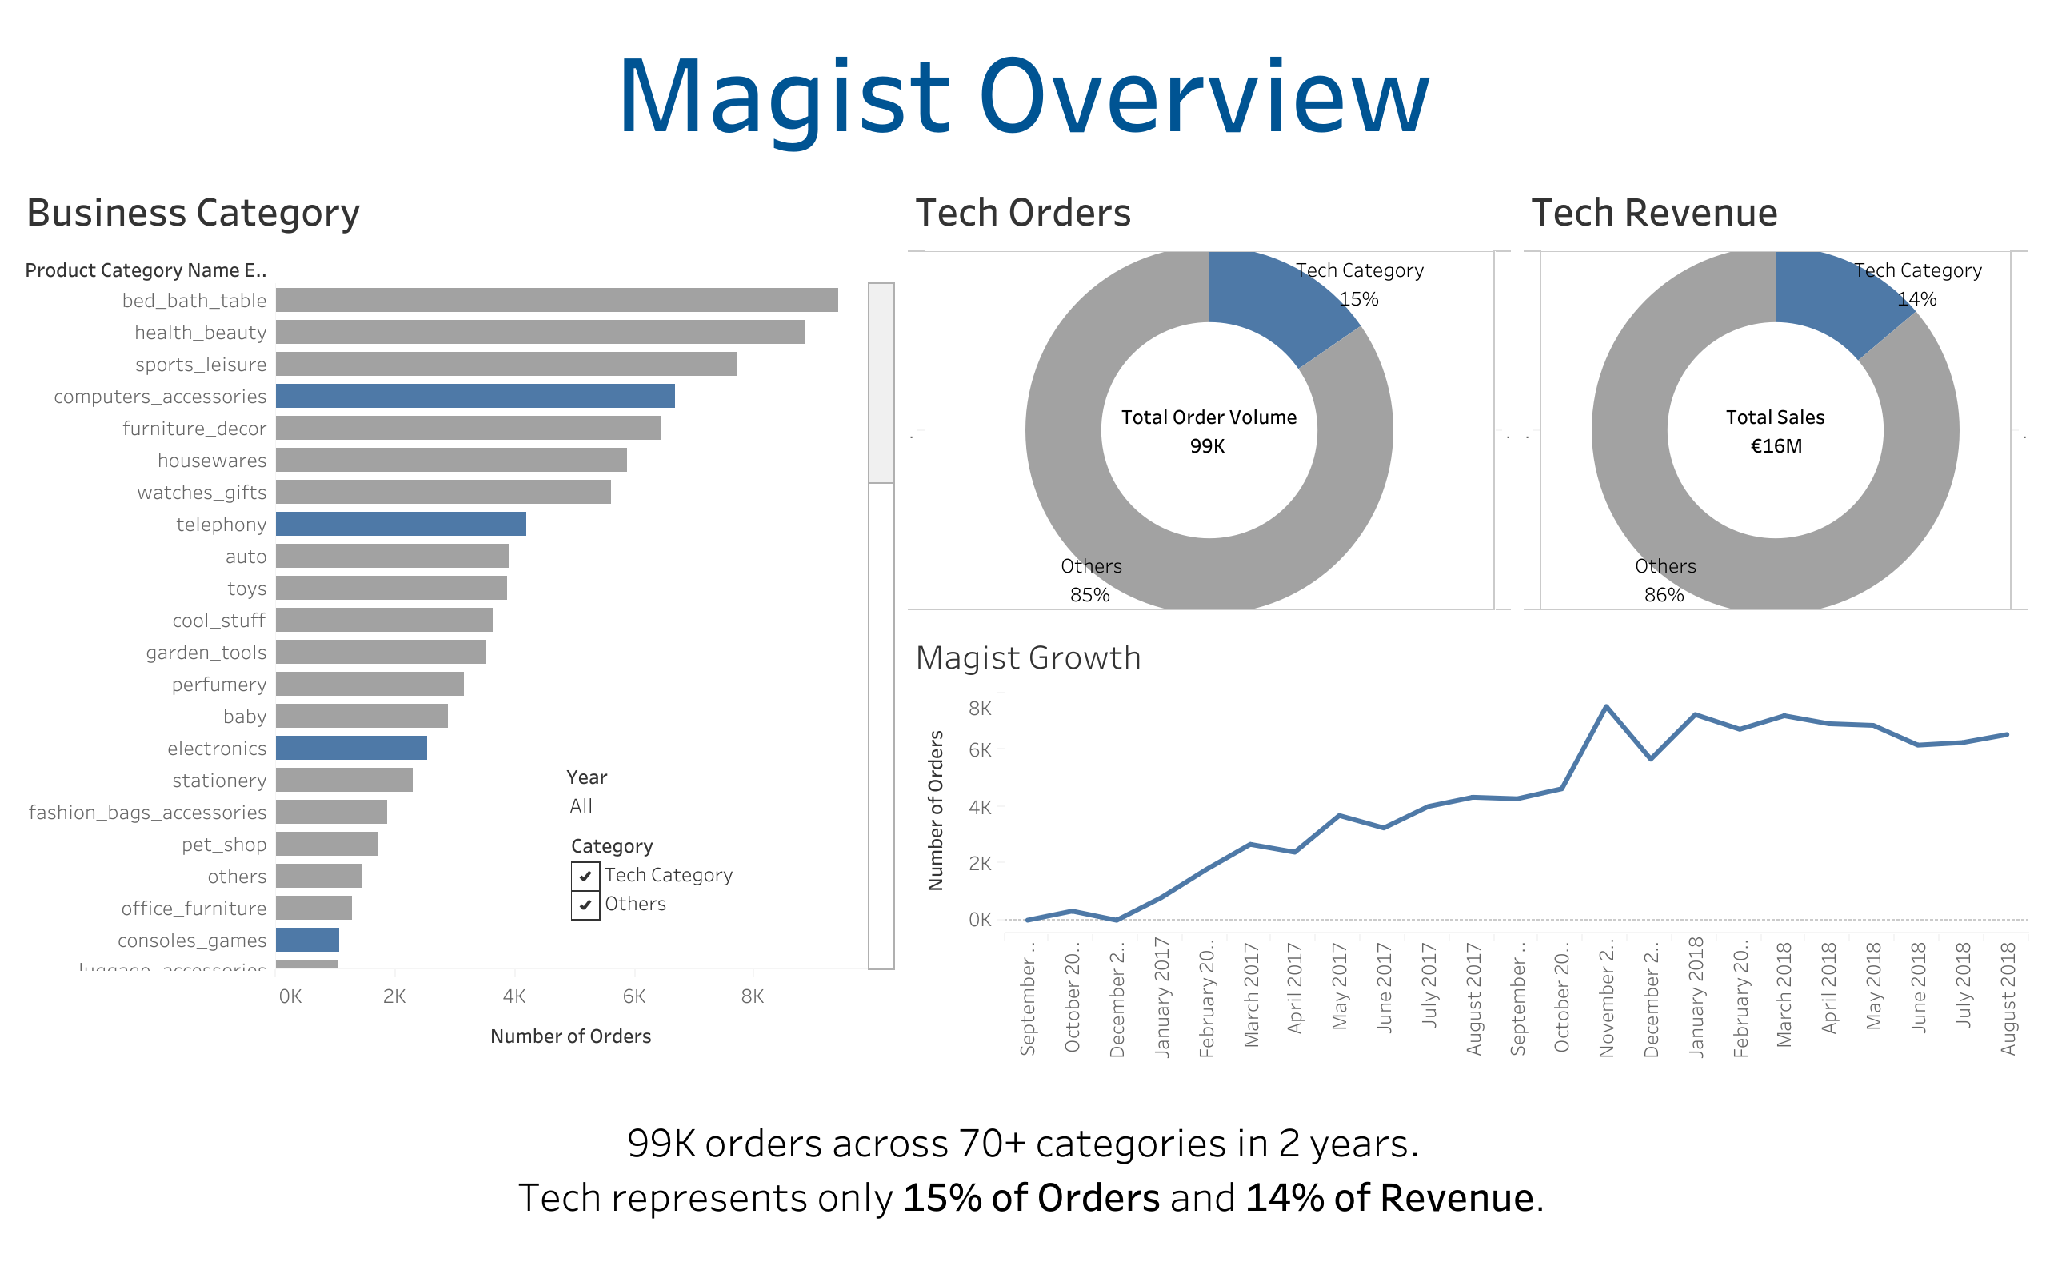 Magist Overview
Business Category
Product Category Name E..
bed_bath_table
health_beauty
sports_leisure
computers_accessories
furniture_decor
housewares
watches_gifts
telephony
auto
toys
cool_stuff
garden_tools
perfumery
baby
electronics
stationery
fashion_bags_accessories
pet_shop
others
office_furniture
consoles_games
luggage_accessories
0K 2K 4K 6K 8K
Number of Orders
Year
All
Category
Tech Category
Others
Tech Orders
Tech Category
15%
Total Order Volume
99K
Others
85%
Tech Revenue
Tech Category
14%
Total Sales
€16M
Others
86%
Magist Growth
Number of Orders
8K
6K
4K
2K
0K
September ..
October 20..
December 2..
January 2017
February 20..
March 2017
April 2017
May 2017
June 2017
July 2017
August 2017
September ..
October 20..
November 2..
December 2..
January 2018
February 20..
March 2018
April 2018
May 2018
June 2018
July 2018
August 2018
99K orders across 70+ categories in 2 years.
Tech represents only 15% of Orders and 14% of Revenue.